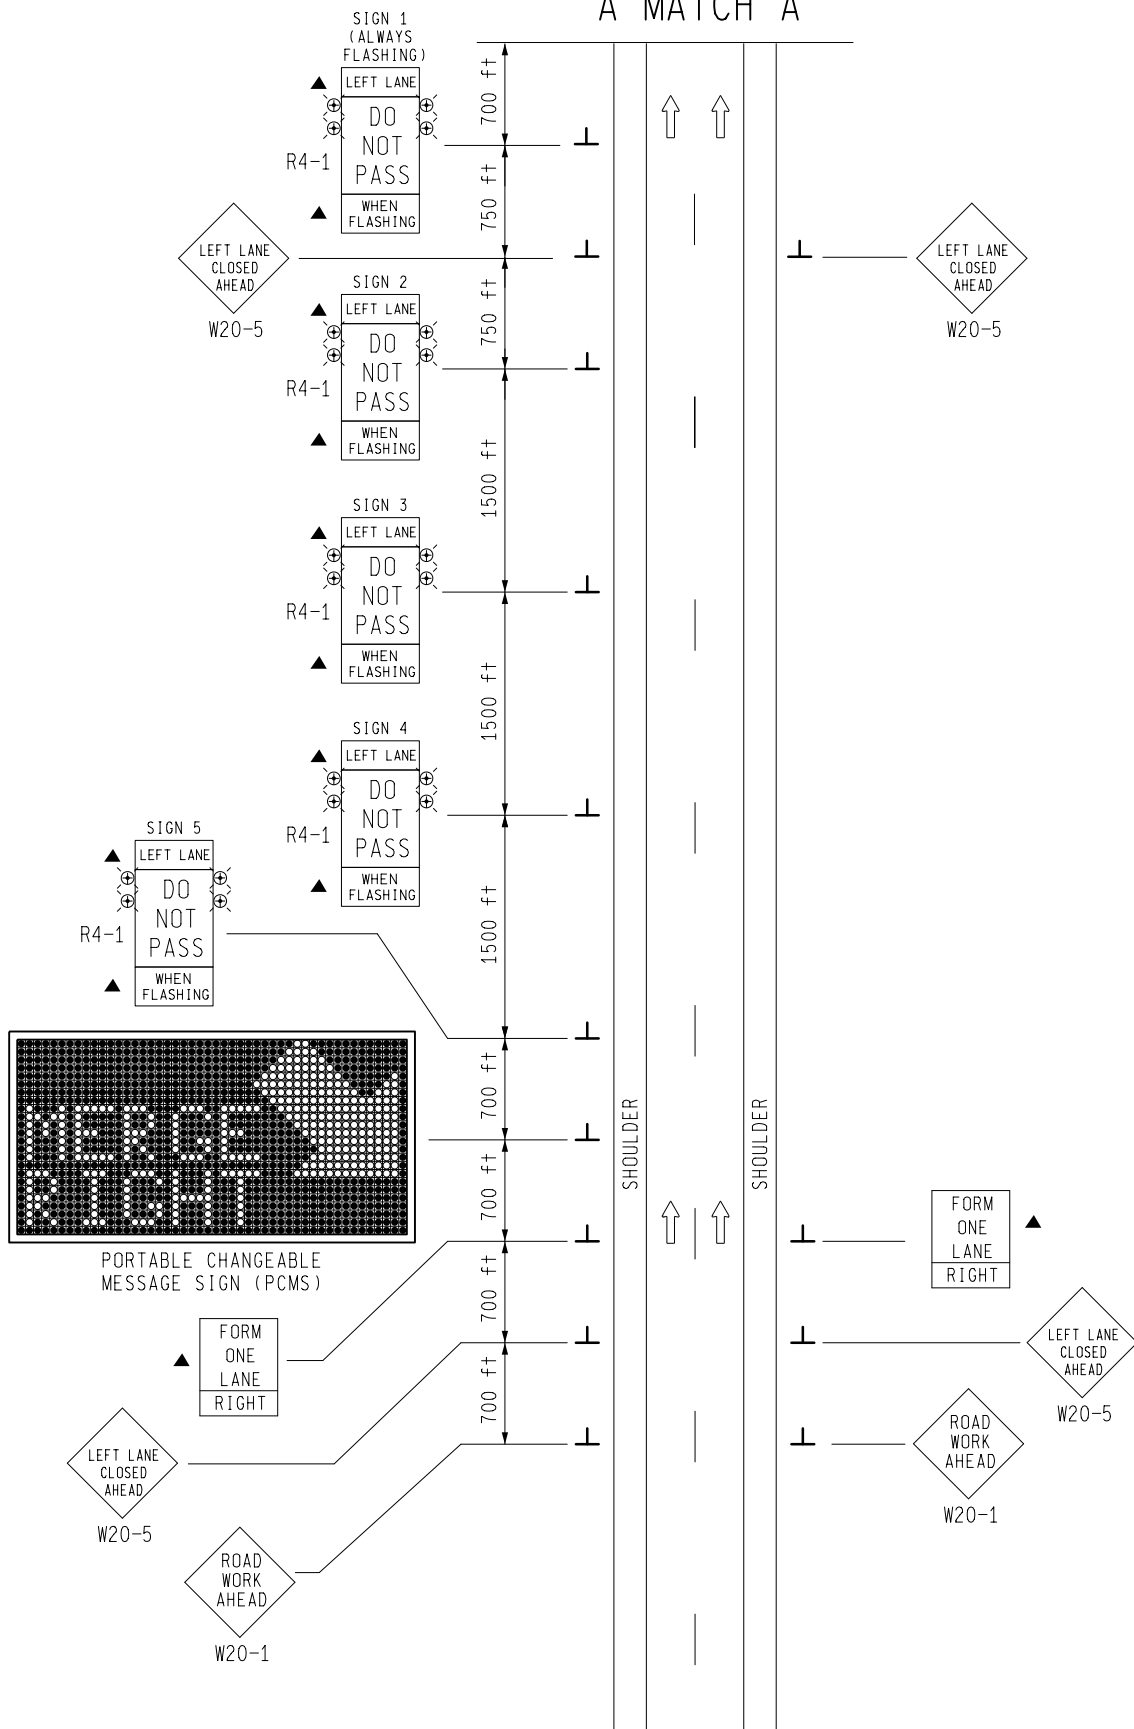 A MATCH A
SIGN 1
(ALWAYS
FLASHING)
LEFT LANE
DO
NOT
PASS
WHEN
FLASHING
R4-1
700 ft
750 ft
LEFT LANE
CLOSED
AHEAD
W20-5
LEFT LANE
CLOSED
AHEAD
W20-5
SIGN 2
LEFT LANE
DO
NOT
PASS
WHEN
FLASHING
R4-1
750 ft
1500 ft
SIGN 3
LEFT LANE
DO
NOT
PASS
WHEN
FLASHING
R4-1
1500 ft
SIGN 4
LEFT LANE
DO
NOT
PASS
WHEN
FLASHING
R4-1
1500 ft
SIGN 5
LEFT LANE
DO
NOT
PASS
WHEN
FLASHING
R4-1
MERGE
RIGHT
PORTABLE CHANGEABLE
MESSAGE SIGN (PCMS)
700 ft
700 ft
700 ft
700 ft
SHOULDER
SHOULDER
FORM
ONE
LANE
RIGHT
FORM
ONE
LANE
RIGHT
LEFT LANE
CLOSED
AHEAD
W20-5
LEFT LANE
CLOSED
AHEAD
W20-5
ROAD
WORK
AHEAD
W20-1
ROAD
WORK
AHEAD
W20-1